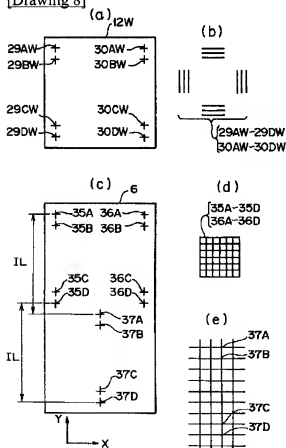 [Drawing 8]
(a)
12W
29AW 30AW
29BW 30BW
29CW 30CW
29DW 30DW
(b)
29AW-29DW
30AW-30DW
(c)
6
35A 36A
35B 36B
IL
35C 36C
35D 36D
37A
37B
IL
37C
37D
Y
X
(d)
35A-35D
36A-36D
(e)
37A
37B
37C
37D